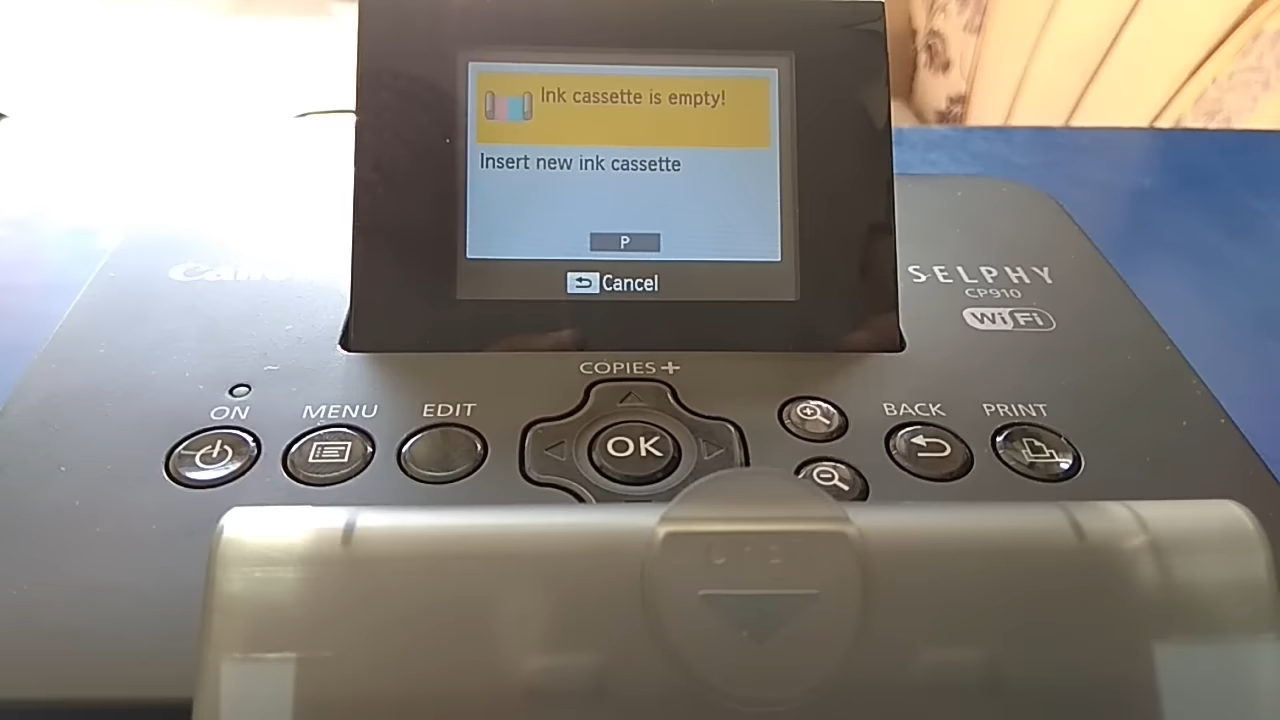 Ink cassette is empty!
Insert new ink cassette
P
Cancel
Canon
SELPHY
CP910
WiFi
COPIES+
ON
MENU
EDIT
OK
BACK
PRINT